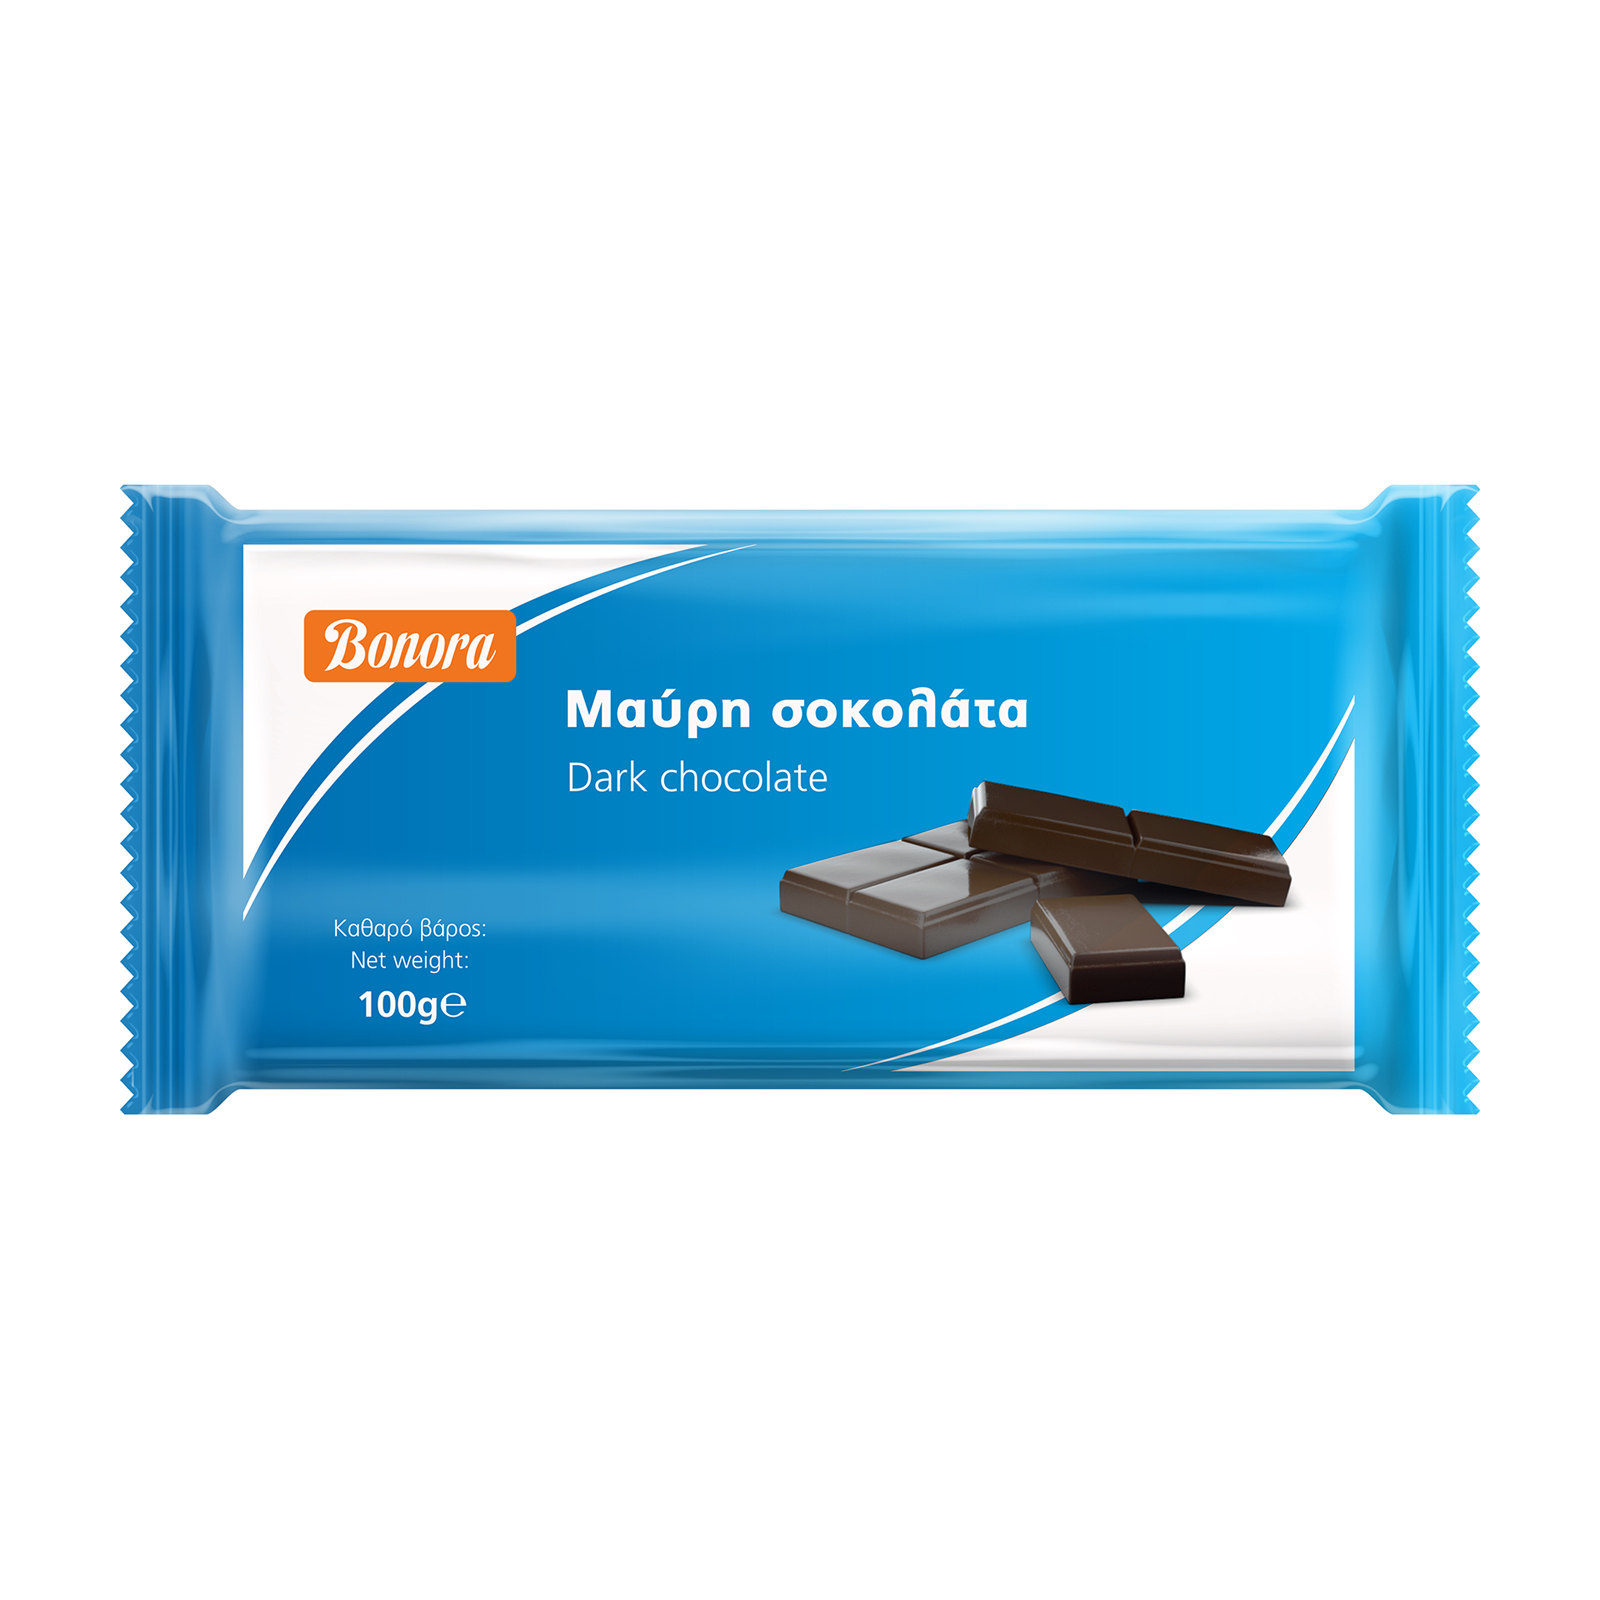 Bonora
Μαύρη σοκολάτα
Dark chocolate
Καθαρό βάρος:
Net weight:
100g℮